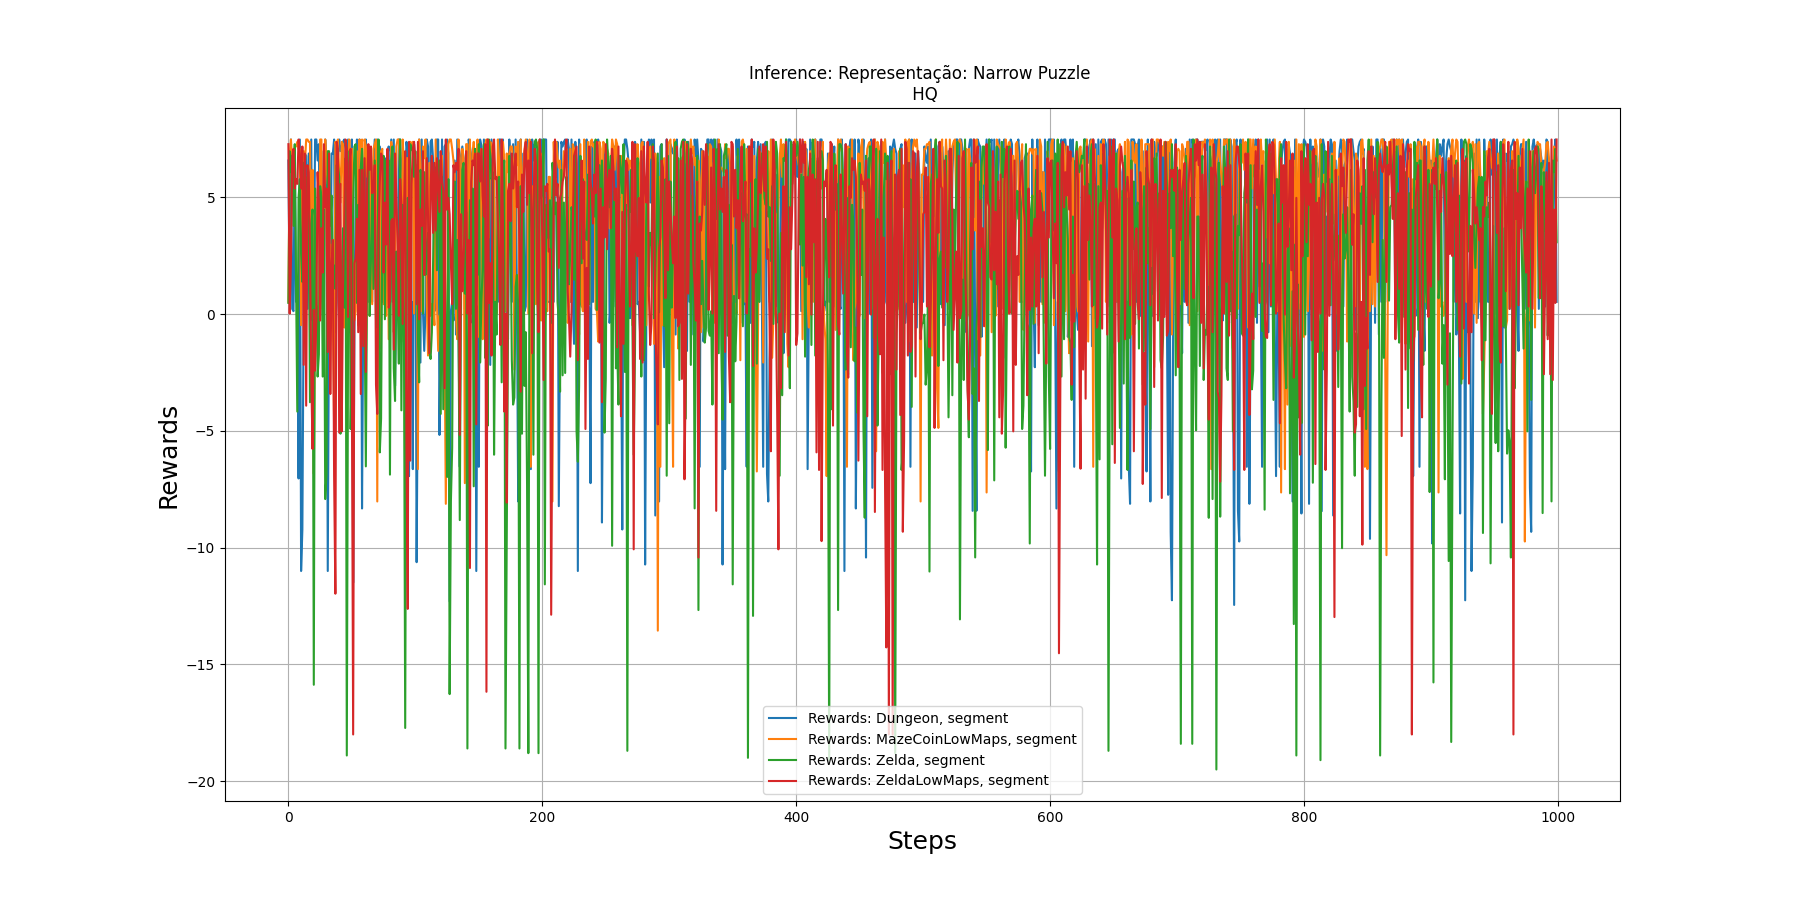 Inference: Representação: Narrow Puzzle
HQ
Rewards
5
0
−5
−10
−15
−20
Rewards: Dungeon, segment
Rewards: MazeCoinLowMaps, segment
Rewards: Zelda, segment
Rewards: ZeldaLowMaps, segment
0 200 400 600 800 1000
Steps